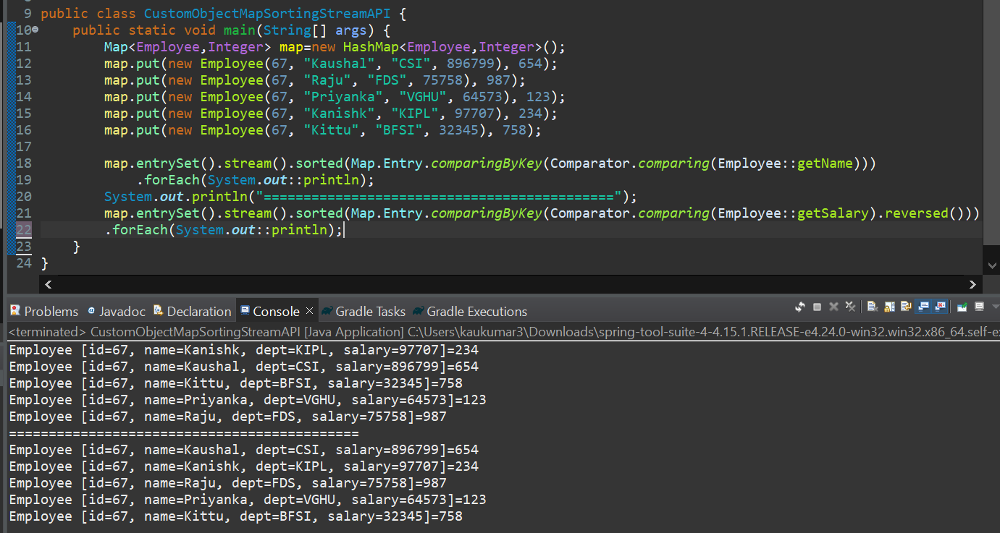 9 public class CustomObjectMapSortingStreamAPI {
10 public static void main(String[] args) {
11 Map<Employee,Integer> map=new HashMap<Employee,Integer>();
12 map.put(new Employee(67, "Kaushal", "CSI", 896799), 654);
13 map.put(new Employee(67, "Raju", "FDS", 75758), 987);
14 map.put(new Employee(67, "Priyanka", "VGHU", 64573), 123);
15 map.put(new Employee(67, "Kanishk", "KIPL", 97707), 234);
16 map.put(new Employee(67, "Kittu", "BFSI", 32345), 758);
17
18 map.entrySet().stream().sorted(Map.Entry.comparingByKey(Comparator.comparing(Employee::getName)))
19 .forEach(System.out::println);
20 System.out.println("============================================");
21 map.entrySet().stream().sorted(Map.Entry.comparingByKey(Comparator.comparing(Employee::getSalary).reversed()))
22 .forEach(System.out::println);
23 }
24 }
Problems Javadoc Declaration Console Gradle Tasks Gradle Executions
<terminated> CustomObjectMapSortingStreamAPI [Java Application] C:\Users\kaukumar3\Downloads\spring-tool-suite-4-4.15.1.RELEASE-e4.24.0-win32.win32.x86_64.self-e
Employee [id=67, name=Kanishk, dept=KIPL, salary=97707]=234
Employee [id=67, name=Kaushal, dept=CSI, salary=896799]=654
Employee [id=67, name=Kittu, dept=BFSI, salary=32345]=758
Employee [id=67, name=Priyanka, dept=VGHU, salary=64573]=123
Employee [id=67, name=Raju, dept=FDS, salary=75758]=987
============================================
Employee [id=67, name=Kaushal, dept=CSI, salary=896799]=654
Employee [id=67, name=Kanishk, dept=KIPL, salary=97707]=234
Employee [id=67, name=Raju, dept=FDS, salary=75758]=987
Employee [id=67, name=Priyanka, dept=VGHU, salary=64573]=123
Employee [id=67, name=Kittu, dept=BFSI, salary=32345]=758